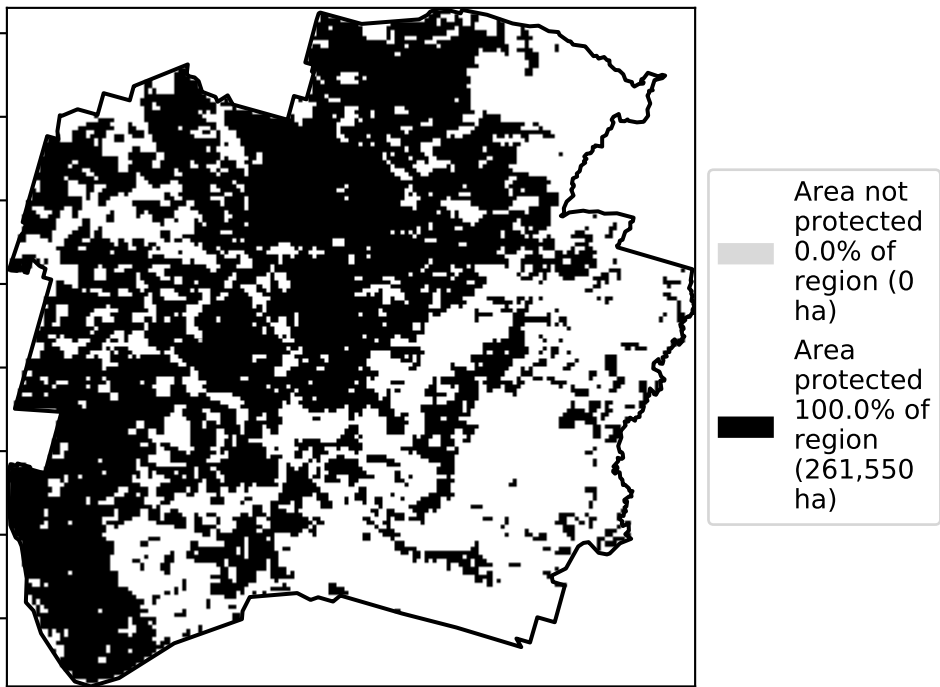 Area not
protected
0.0% of
region (0
ha)
Area
protected
100.0% of
region
(261,550
ha)